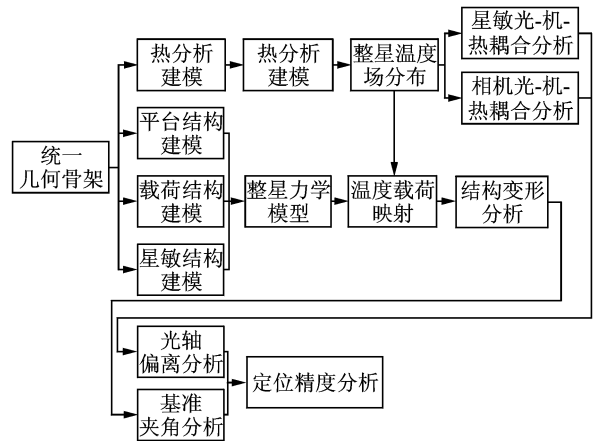 星敏光-机-
热耦合分析
热分析
建模
热分析
建模
整星温度
场分布
相机光-机-
热耦合分析
平台结构
建模
统一
几何骨架
载荷结构
建模
整星力学
模型
温度载荷
映射
结构变形
分析
星敏结构
建模
光轴
偏离分析
定位精度分析
基准
夹角分析